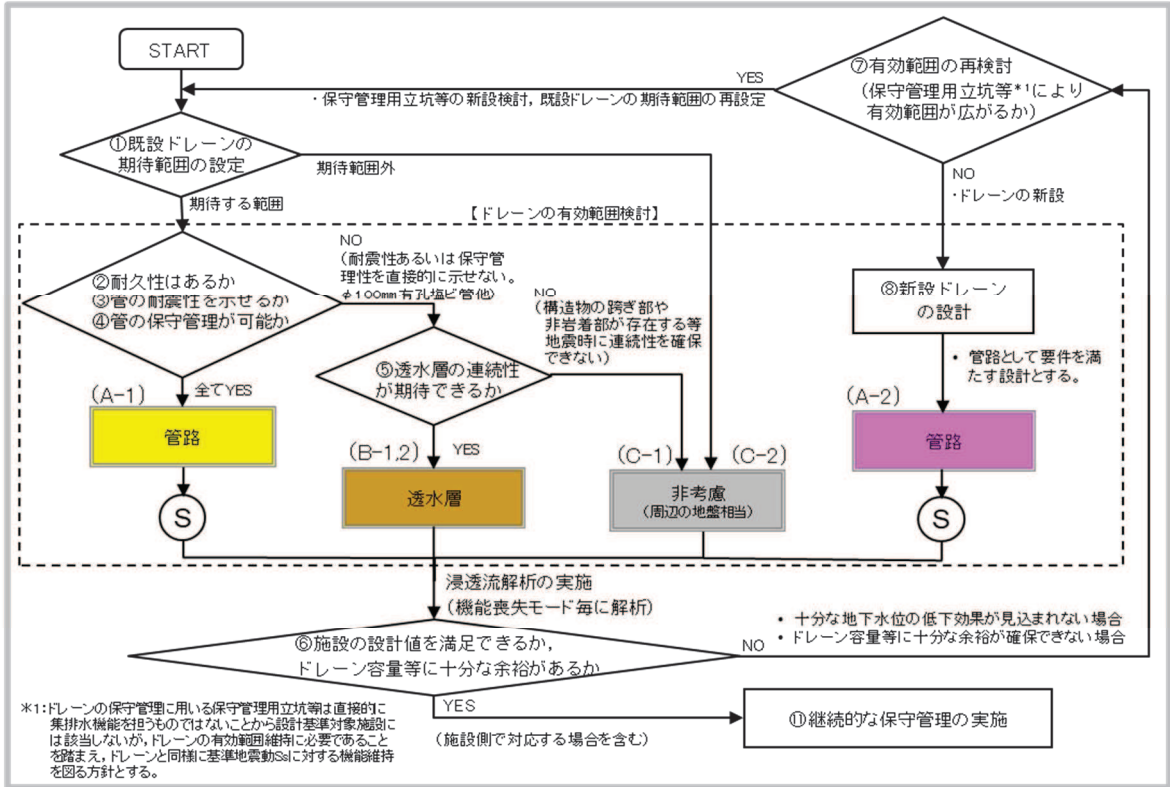 START
YES
・保守管理用立坑等の新設検討，既設ドレーンの期待範囲の再設定
⑦有効範囲の再検討
(保守管理用立坑等*1により
有効範囲が広がるか)
①既設ドレーンの
期待範囲の設定
期待範囲外
NO
・ドレーンの新設
期待する範囲
【ドレーンの有効範囲検討】
②耐久性はあるか
③管の耐震性を示せるか
④管の保守管理が可能か
NO
(耐震性あるいは保守管
理性を直接的に示せない。
φ100mm有孔塩ビ管他)
NO
(構造物の跨ぎ部や
非岩着部が存在する等
地震時に連続性を確保
できない)
⑧新設ドレーン
の設計
・管路として要件を満
たす設計とする。
⑤透水層の連続性
が期待できるか
(A-1)
全てYES
管路
(B-1,2)
YES
透水層
(C-1)
(C-2)
非考慮
(周辺の地盤相当)
(A-2)
管路
S
S
浸透流解析の実施
(機能喪失モード毎に解析)
⑥施設の設計値を満足できるか，
ドレーン容量等に十分な余裕があるか
・十分な地下水位の低下効果が見込まれない場合
・ドレーン容量等に十分な余裕が確保できない場合
NO
YES
(施設側で対応する場合を含む)
⑪継続的な保守管理の実施
*1:ドレーンの保守管理に用いる保守管理用立坑等は直接的に
集排水機能を担うものではないことから設計基準対象施設に
は該当しないが，ドレーンの有効範囲維持に必要であること
を踏まえ，ドレーンと同様に基準地震動Ssに対する機能維持
を図る方針とする。